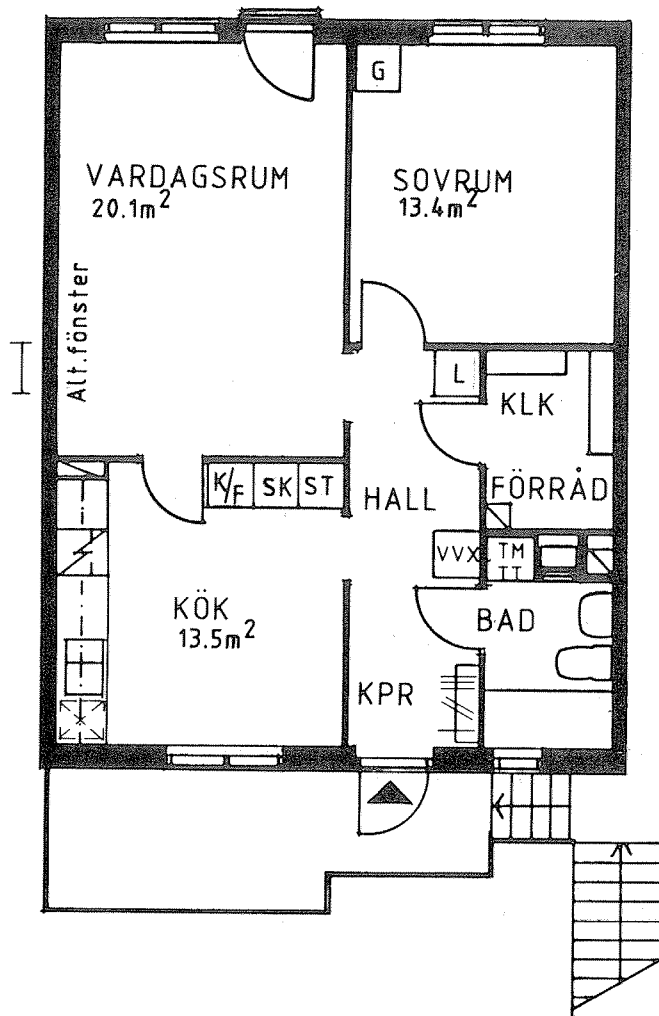 G
VARDAGSRUM
20.1m²
SOVRUM
13.4m²
Alt.fönster
L
KLK
K/F
SK
ST
HALL
FÖRRÅD
VVX
TM
TT
KÖK
13.5m²
BAD
KPR